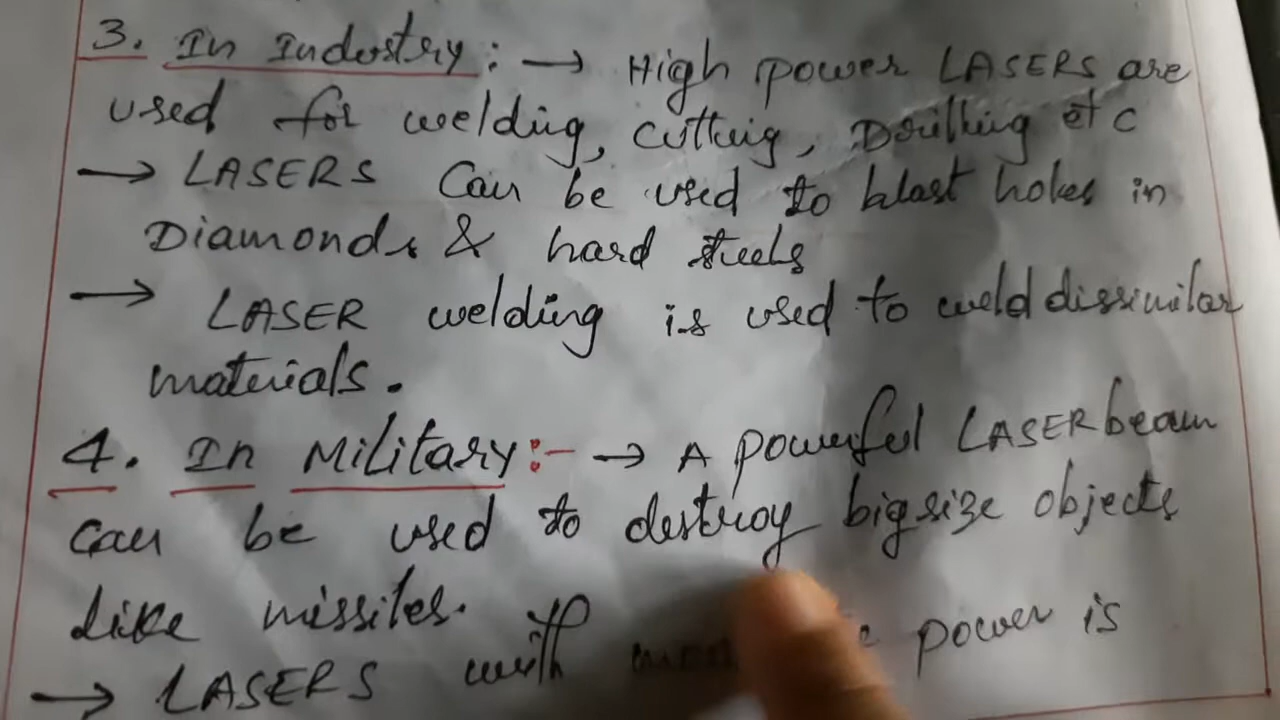 3. In Industry: → High power LASERS are
used for welding, cutting, Drilling etc
→ LASERS can be used to blast holes in
Diamonds & hard steels
→ LASER welding is used to weld dissimilar
materials.
4. In Military:- → A powerful LASER beam
can be used to destroy big size objects
like missiles. If power is
→ LASERS with